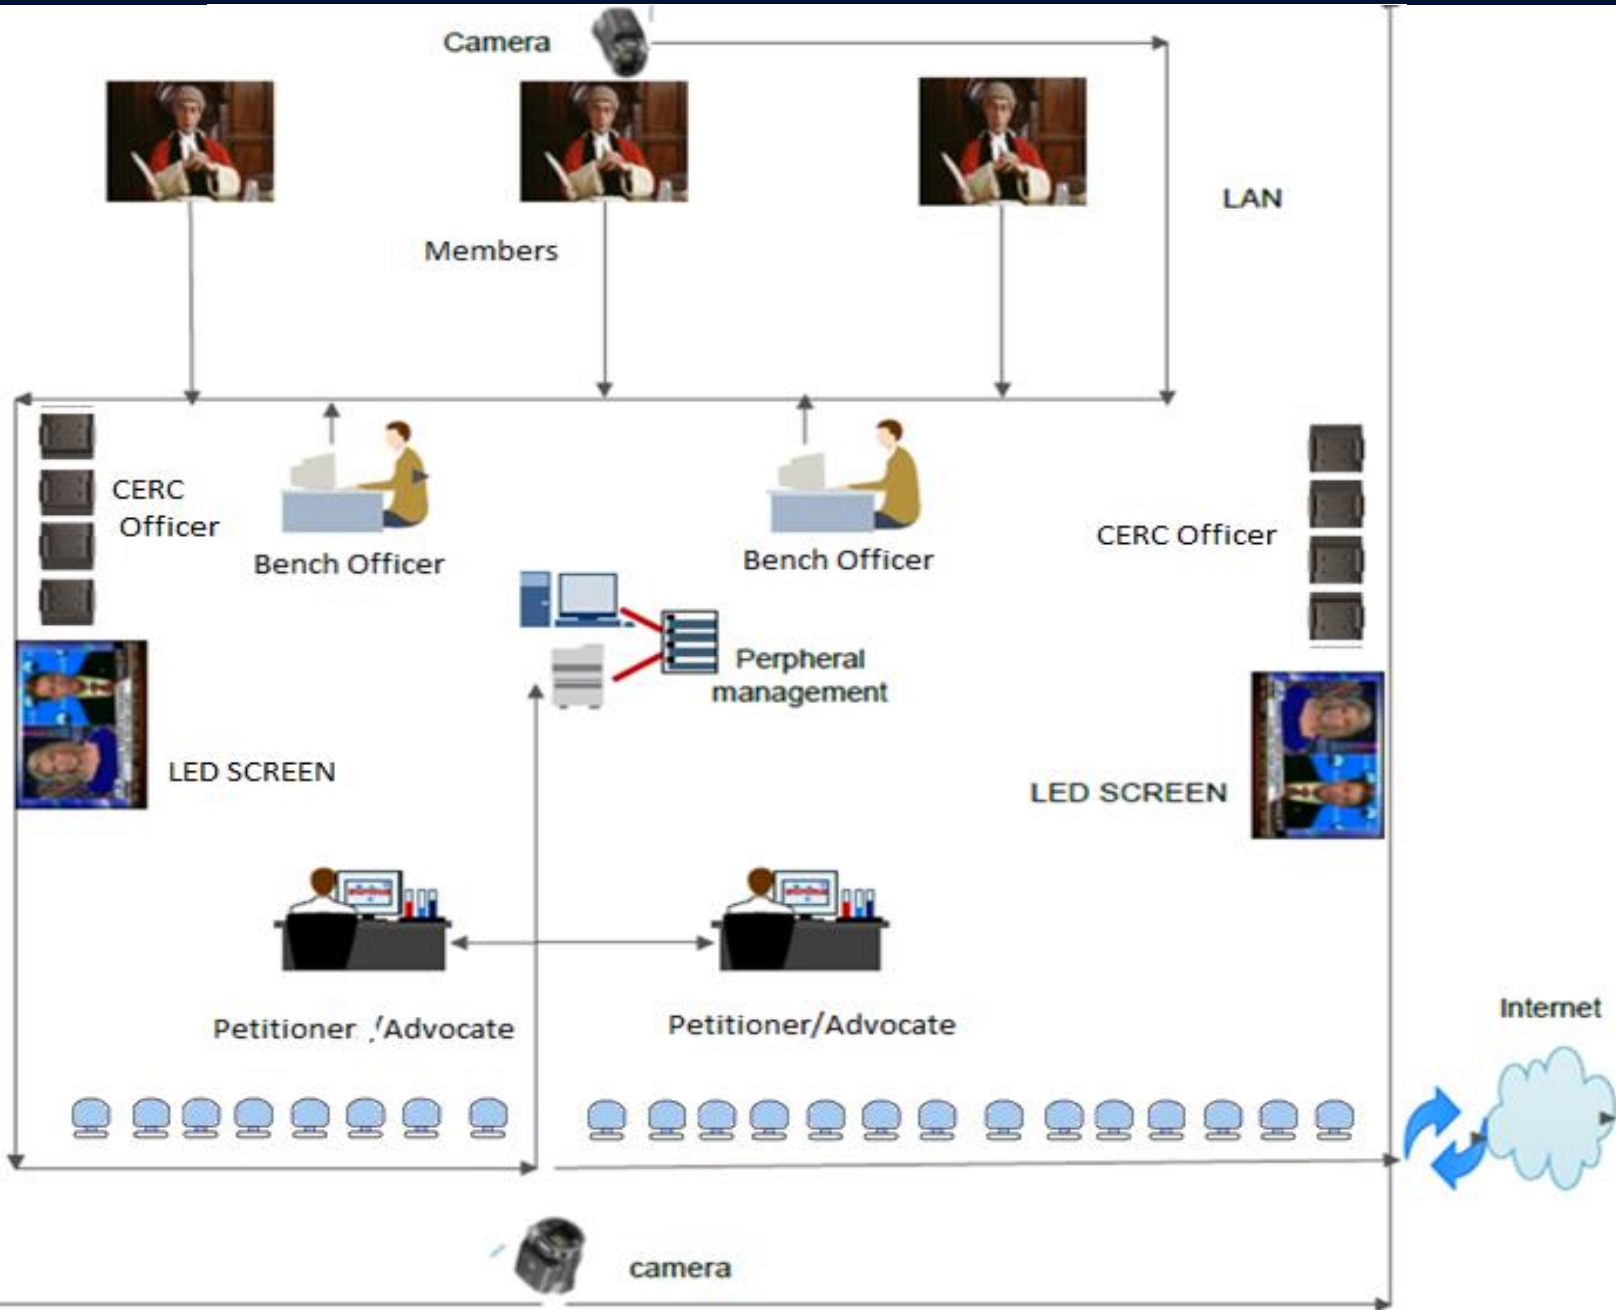 Camera
LAN
Members
CERC
Officer
Bench Officer
Bench Officer
CERC Officer
Perpheral
management
LED SCREEN
LED SCREEN
Petitioner /Advocate
Petitioner/Advocate
Internet
camera